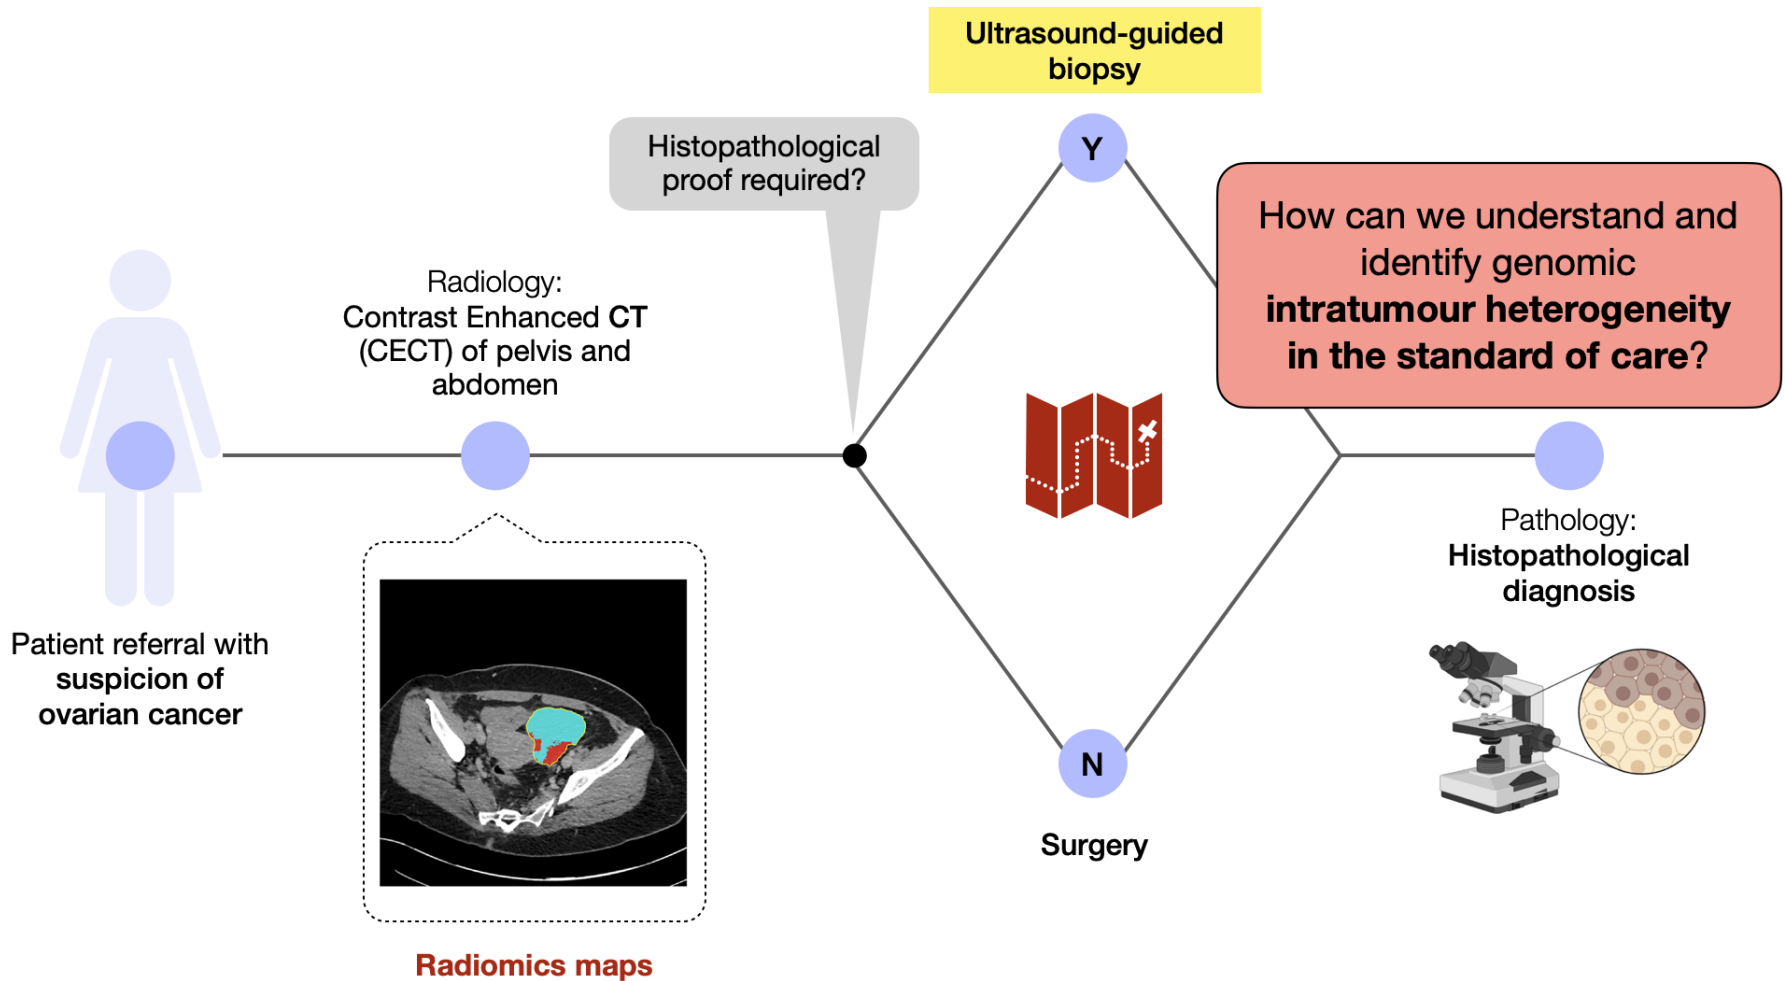 Ultrasound-guided
biopsy
Histopathological
proof required?
Y
How can we understand and
identify genomic
intratumour heterogeneity
in the standard of care?
Radiology:
Contrast Enhanced CT
(CECT) of pelvis and
abdomen
Pathology:
Histopathological
diagnosis
Patient referral with
suspicion of
ovarian cancer
N
Surgery
Radiomics maps